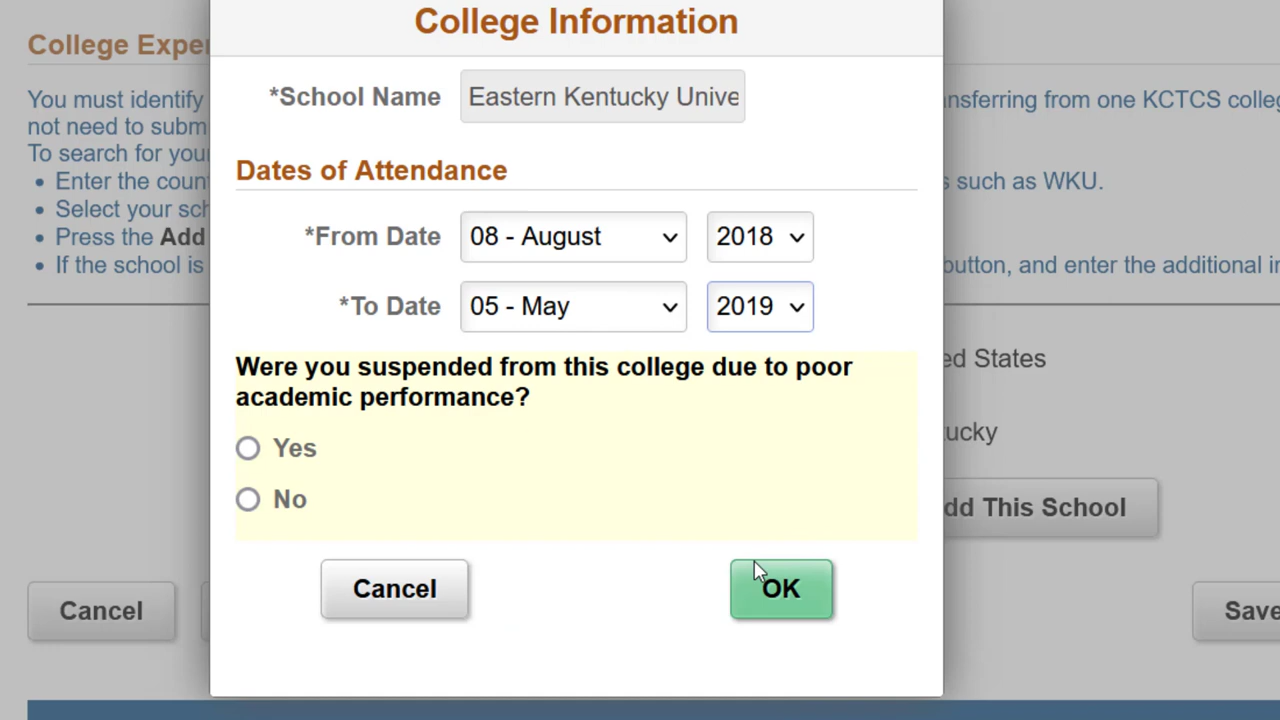 College Information
College Exper
*School Name Eastern Kentucky Unive
You must identify
nsferring from one KCTCS colleg
not need to subm
To search for your
Dates of Attendance
• Enter the coun
s such as WKU.
• Select your sch
• Press the Add
*From Date 08 - August 2018
• If the school is
button, and enter the additional in
*To Date 05 - May 2019
Were you suspended from this college due to poor
academic performance?
ed States
Yes
ucky
No
dd This School
Cancel OK
Cancel
Save